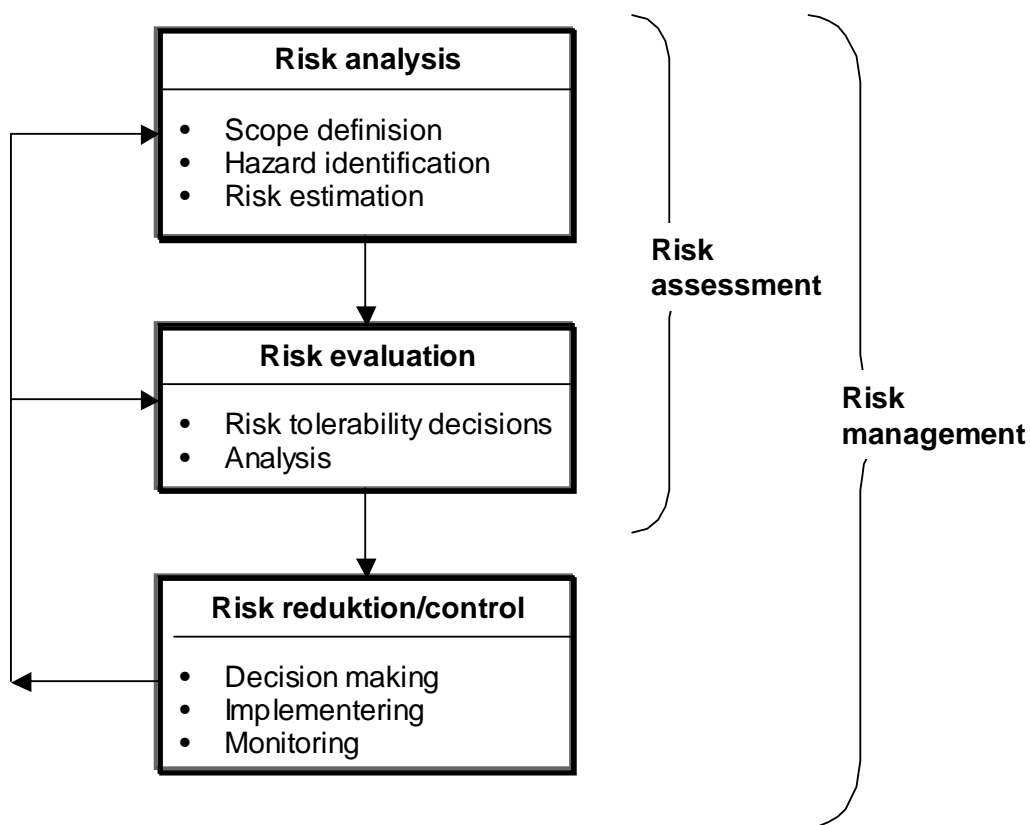 Risk analysis
• Scope definision
• Hazard identification
• Risk estimation
Risk evaluation
• Risk tolerability decisions
• Analysis
Risk reduktion/control
• Decision making
• Implementering
• Monitoring
Risk
assessment
Risk
management